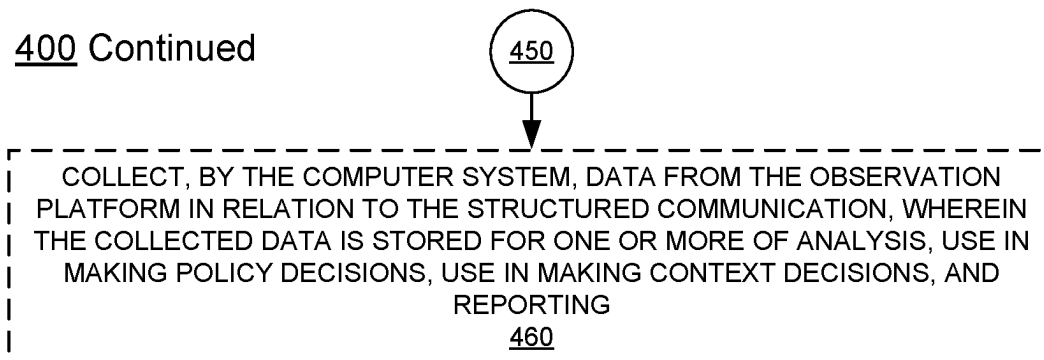 400 Continued
450
COLLECT, BY THE COMPUTER SYSTEM, DATA FROM THE OBSERVATION
PLATFORM IN RELATION TO THE STRUCTURED COMMUNICATION, WHEREIN
THE COLLECTED DATA IS STORED FOR ONE OR MORE OF ANALYSIS, USE IN
MAKING POLICY DECISIONS, USE IN MAKING CONTEXT DECISIONS, AND
REPORTING
460